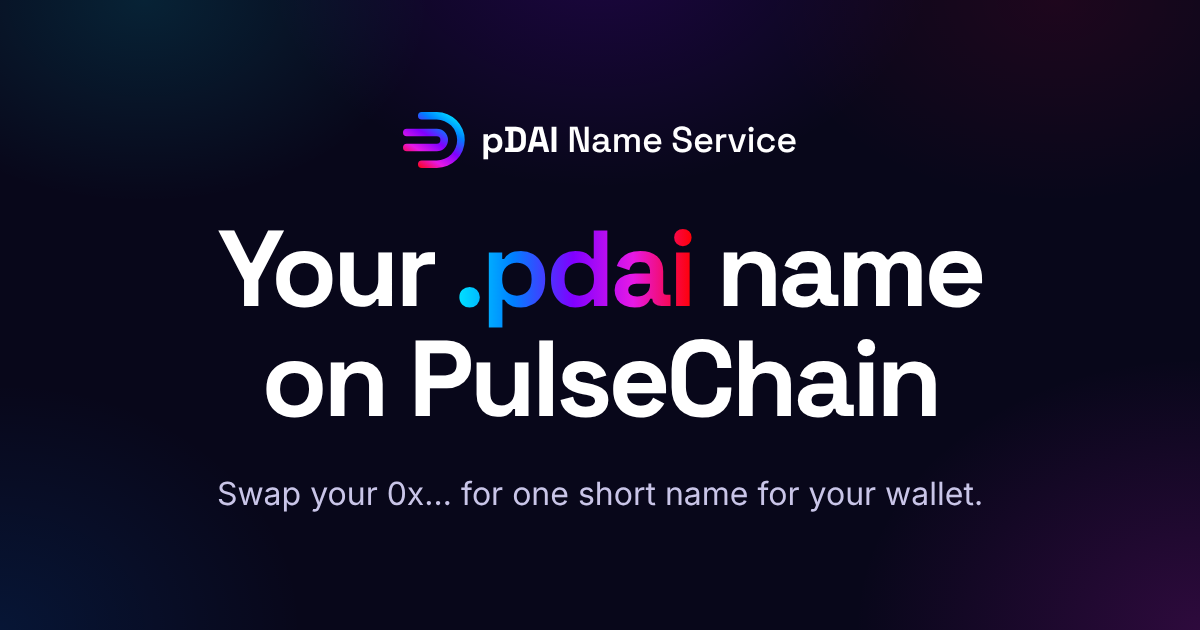 pDAI Name Service
Your .pdai name
on PulseChain
Swap your 0x... for one short name for your wallet.